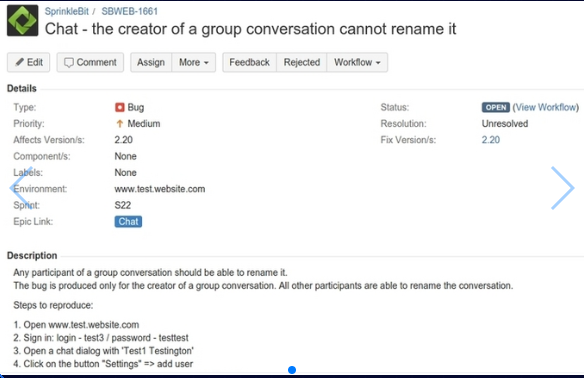 SprinkleBit / SBWEB-1661
Chat - the creator of a group conversation cannot rename it
Edit Comment Assign More Feedback Rejected Workflow
Details
Type: Bug Status: OPEN (View Workflow)
Priority: Medium Resolution: Unresolved
Affects Version/s: 2.20 Fix Version/s: 2.20
Component/s: None
Labels: None
Environment: www.test.website.com
Sprint: S22
Epic Link: Chat
Description
Any participant of a group conversation should be able to rename it.
The bug is produced only for the creator of a group conversation. All other participants are able to rename the conversation.
Steps to reproduce:
1. Open www.test.website.com
2. Sign in: login - test3 / password - testtest
3. Open a chat dialog with 'Test1 Testington'
4. Click on the button "Settings" => add user